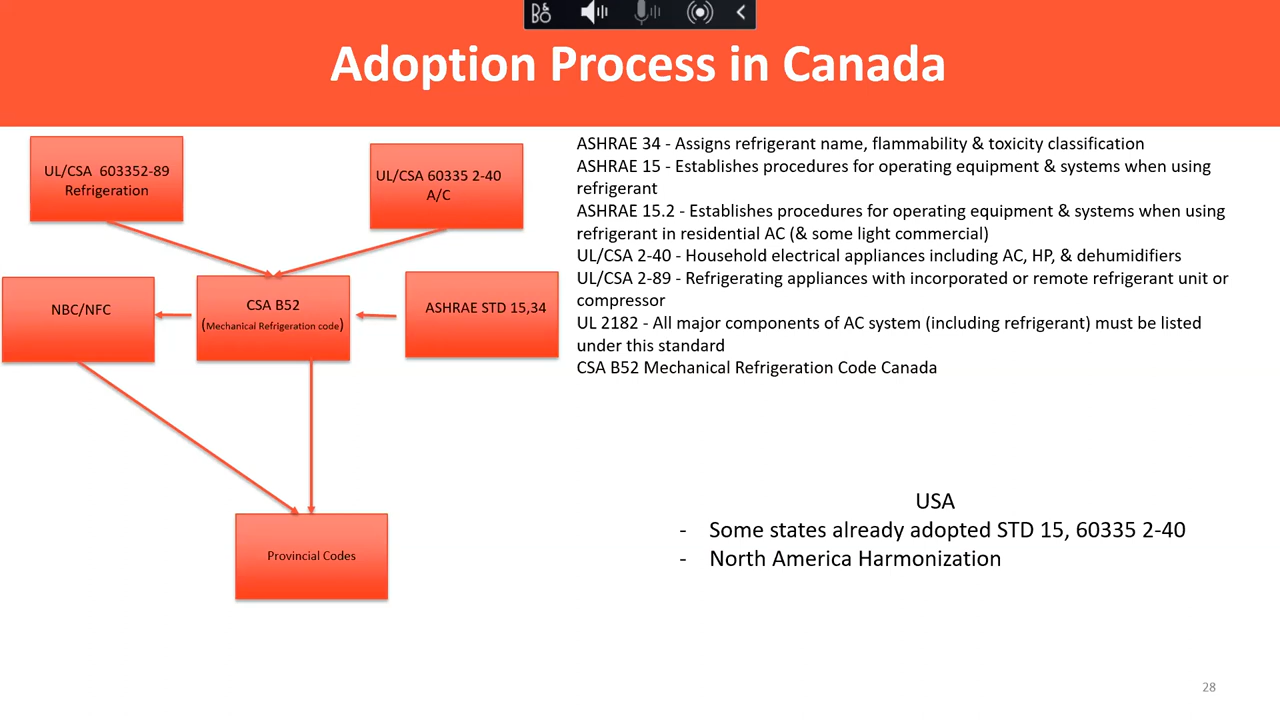 B&O
Adoption Process in Canada
UL/CSA 603352-89
Refrigeration
UL/CSA 60335 2-40
A/C
NBC/NFC
CSA B52
(Mechanical Refrigeration code)
ASHRAE STD 15,34
Provincial Codes
ASHRAE 34 - Assigns refrigerant name, flammability & toxicity classification
ASHRAE 15 - Establishes procedures for operating equipment & systems when using
refrigerant
ASHRAE 15.2 - Establishes procedures for operating equipment & systems when using
refrigerant in residential AC (& some light commercial)
UL/CSA 2-40 - Household electrical appliances including AC, HP, & dehumidifiers
UL/CSA 2-89 - Refrigerating appliances with incorporated or remote refrigerant unit or
compressor
UL 2182 - All major components of AC system (including refrigerant) must be listed
under this standard
CSA B52 Mechanical Refrigeration Code Canada
USA
- Some states already adopted STD 15, 60335 2-40
- North America Harmonization
28